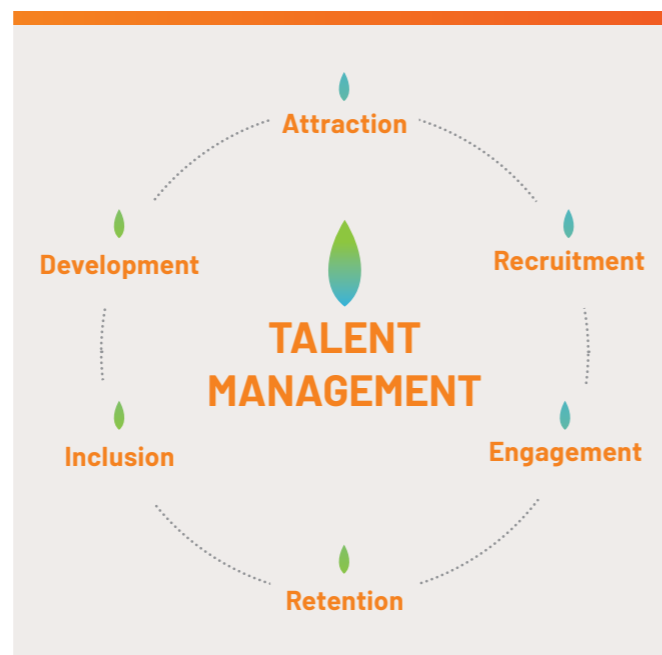 Attraction
Recruitment
Engagement
Retention
Inclusion
Development
TALENT
MANAGEMENT